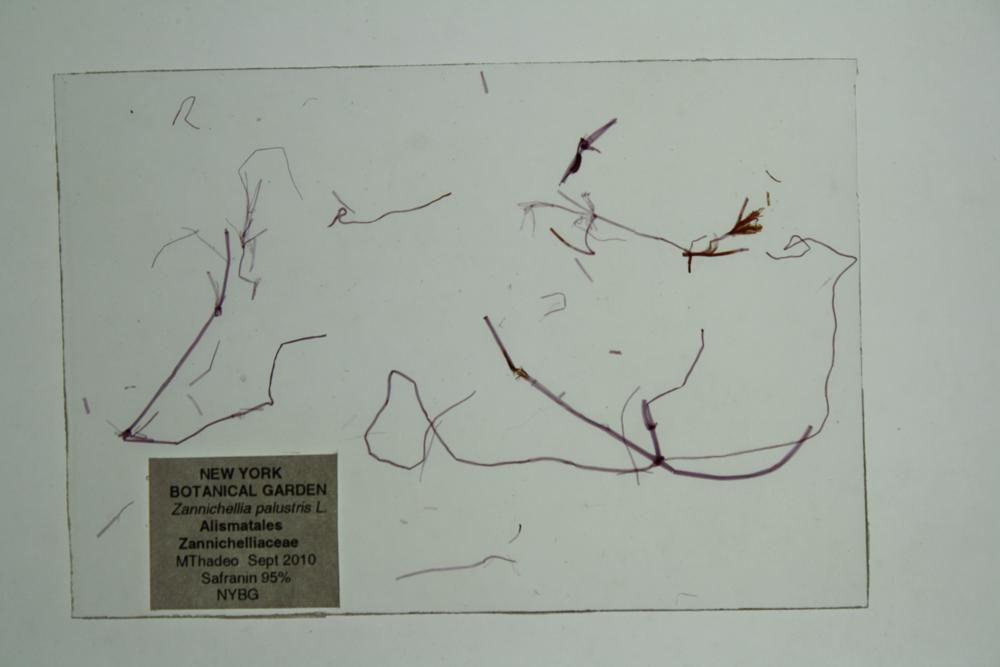 NEW YORK
BOTANICAL GARDEN
Zannichellia palustris L.
Alismatales
Zannichelliaceae
MThadeo Sept 2010
Safranin 95%
NYBG